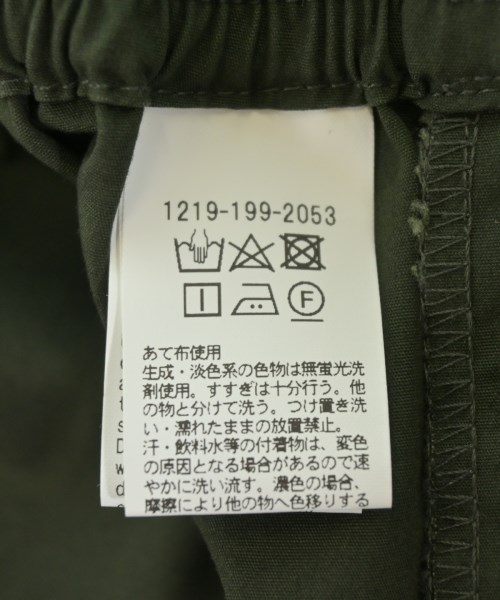 1219-199-2053
F
あて布使用
生成・淡色系の色物は無蛍光洗
剤使用。すすぎは十分行う。他
の物と分けて洗う。つけ置き洗
い・濡れたままの放置禁止。
汗・飲料水等の付着物は、変色
の原因となる場合があるので速
やかに洗い流す。濃色の場合、
摩擦により他の物へ色移りする